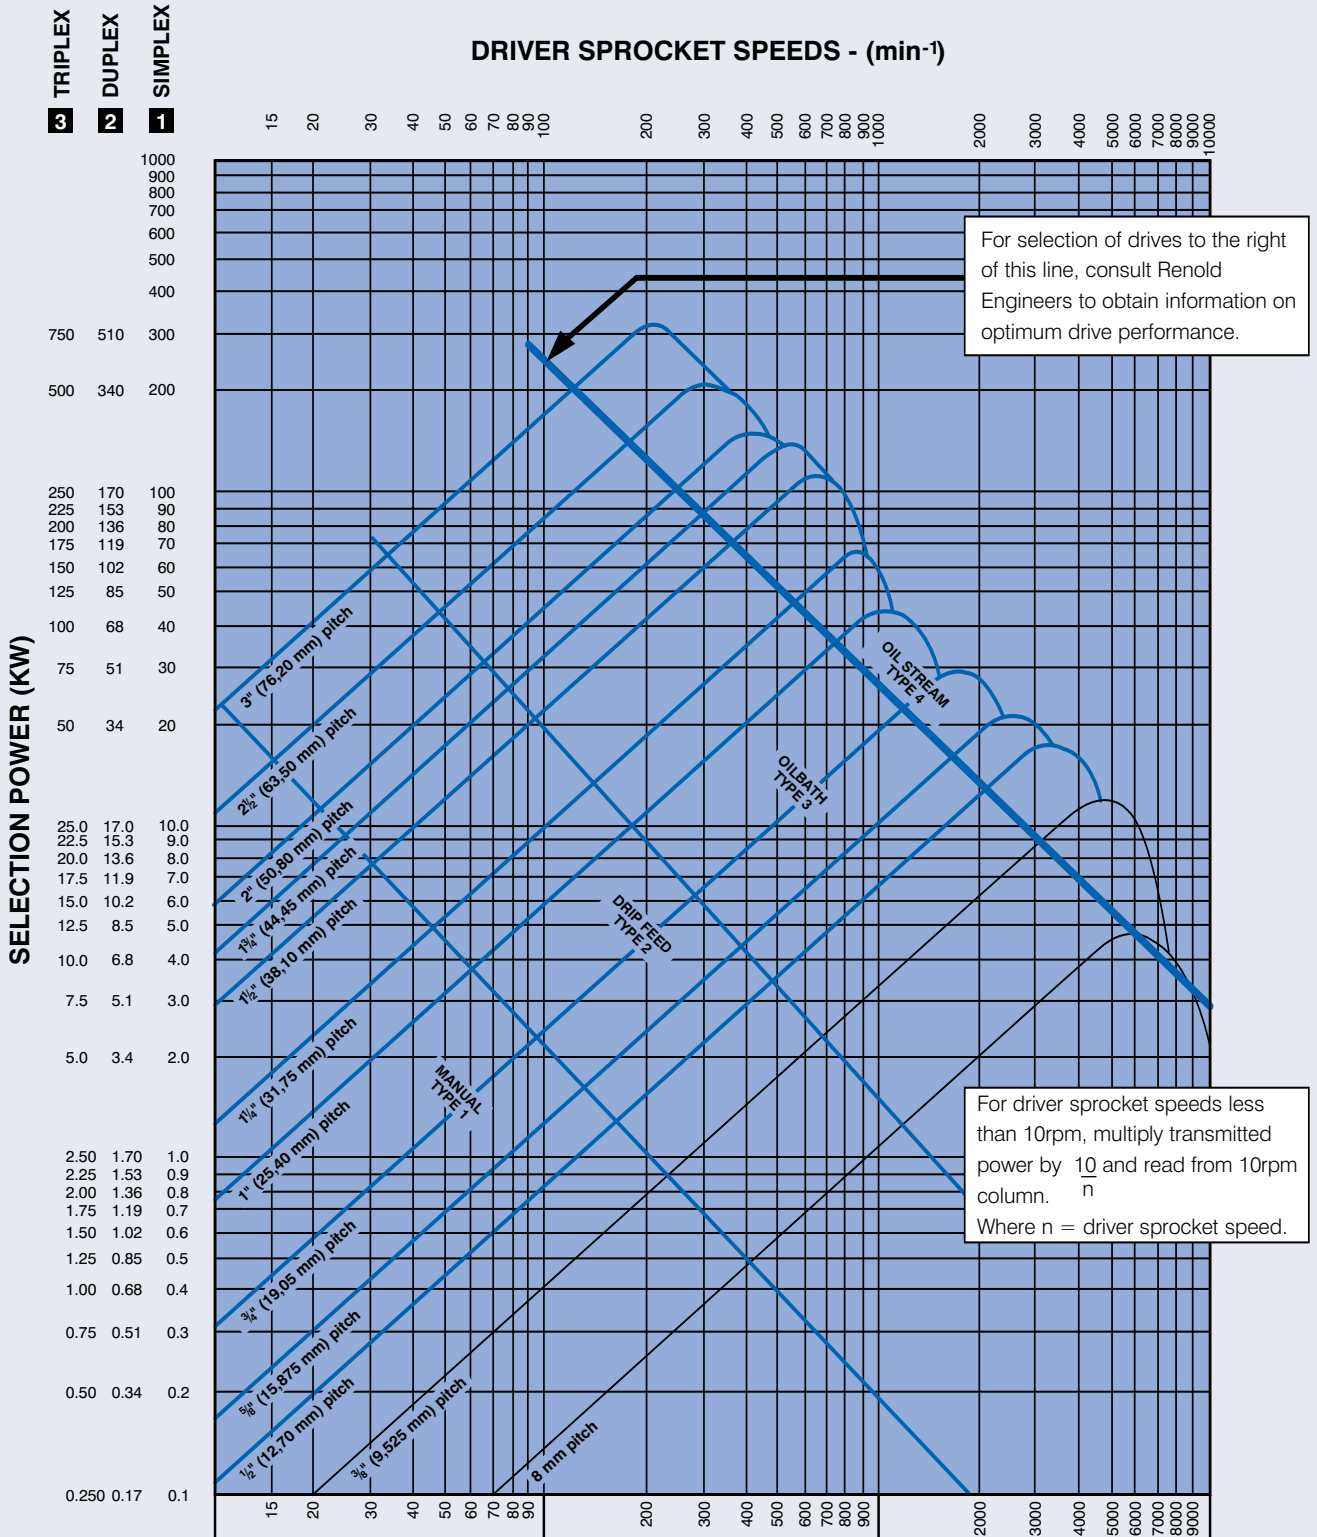 3 TRIPLEX
2 DUPLEX
1 SIMPLEX
DRIVER SPROCKET SPEEDS - (min-1)
15 20 30 40 50 60 70 80 90 100 200 300 400 500 600 700 800 900 1000 2000 3000 4000 5000 6000 7000 8000 9000 10000
SELECTION POWER (KW)
1000
900
800
700
600
500
400
750 510 300
500 340 200
250 170 100
225 153 90
200 136 80
175 119 70
150 102 60
125 85 50
100 68 40
75 51 30
50 34 20
25.0 17.0 10.0
22.5 15.3 9.0
20.0 13.6 8.0
17.5 11.9 7.0
15.0 10.2 6.0
12.5 8.5 5.0
10.0 6.8 4.0
7.5 5.1 3.0
5.0 3.4 2.0
2.50 1.70 1.0
2.25 1.53 0.9
2.00 1.36 0.8
1.75 1.19 0.7
1.50 1.02 0.6
1.25 0.85 0.5
1.00 0.68 0.4
0.75 0.51 0.3
0.50 0.34 0.2
0.250 0.17 0.1
For selection of drives to the right
of this line, consult Renold
Engineers to obtain information on
optimum drive performance.
3" (76,20 mm) pitch
2½" (63,50 mm) pitch
2" (50,80 mm) pitch
1¾" (44,45 mm) pitch
1½" (38,10 mm) pitch
1¼" (31,75 mm) pitch
1" (25,40 mm) pitch
¾" (19,05 mm) pitch
⅝" (15,875 mm) pitch
½" (12,70 mm) pitch
⅜" (9,525 mm) pitch
8 mm pitch
OIL STREAM
TYPE 4
OILBATH
TYPE 3
DRIP FEED
TYPE 2
MANUAL
TYPE 1
For driver sprocket speeds less
than 10rpm, multiply transmitted
power by 10 and read from 10rpm
column. n
Where n = driver sprocket speed.
15 20 30 40 50 60 70 80 90 200 300 400 500 600 700 800 900 2000 3000 4000 5000 6000 7000 8000 9000